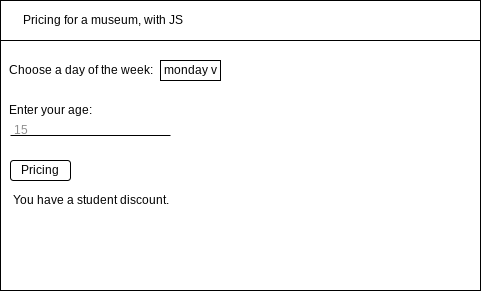 Pricing for a museum, with JS
Choose a day of the week: monday v
Enter your age:
15
Pricing
You have a student discount.